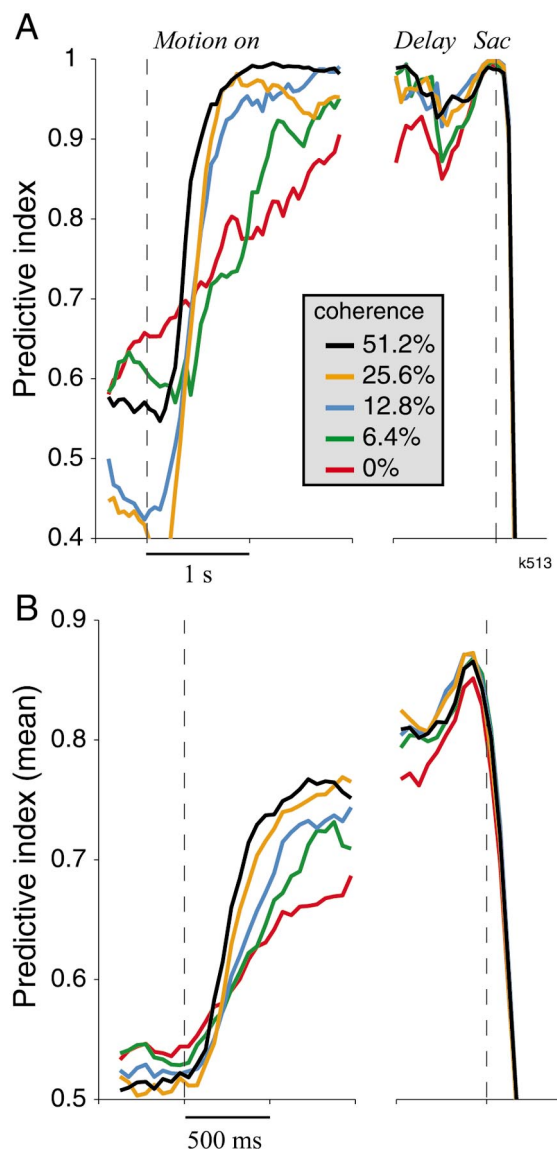 A
Motion on
Delay Sac
1
0.9
0.8
0.7
0.6
0.5
0.4
Predictive index
coherence
51.2%
25.6%
12.8%
6.4%
0%
1 s
k513
B
0.9
0.8
0.7
0.6
0.5
Predictive index (mean)
500 ms